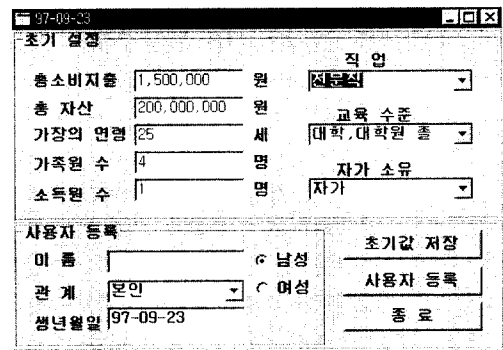 97-09-23
초기 설정
총소비지출 1,500,000 원
총 자산 200,000,000 원
가장의 연령 25 세
가족원 수 4 명
소득원 수 1 명
직 업
전문직
교육 수준
대학,대학원 졸
자가 소유
자가
사용자 등록
이 름
남성
관 계 본인
여성
생년월일 97-09-23
초기값 저장
사용자 등록
종 료